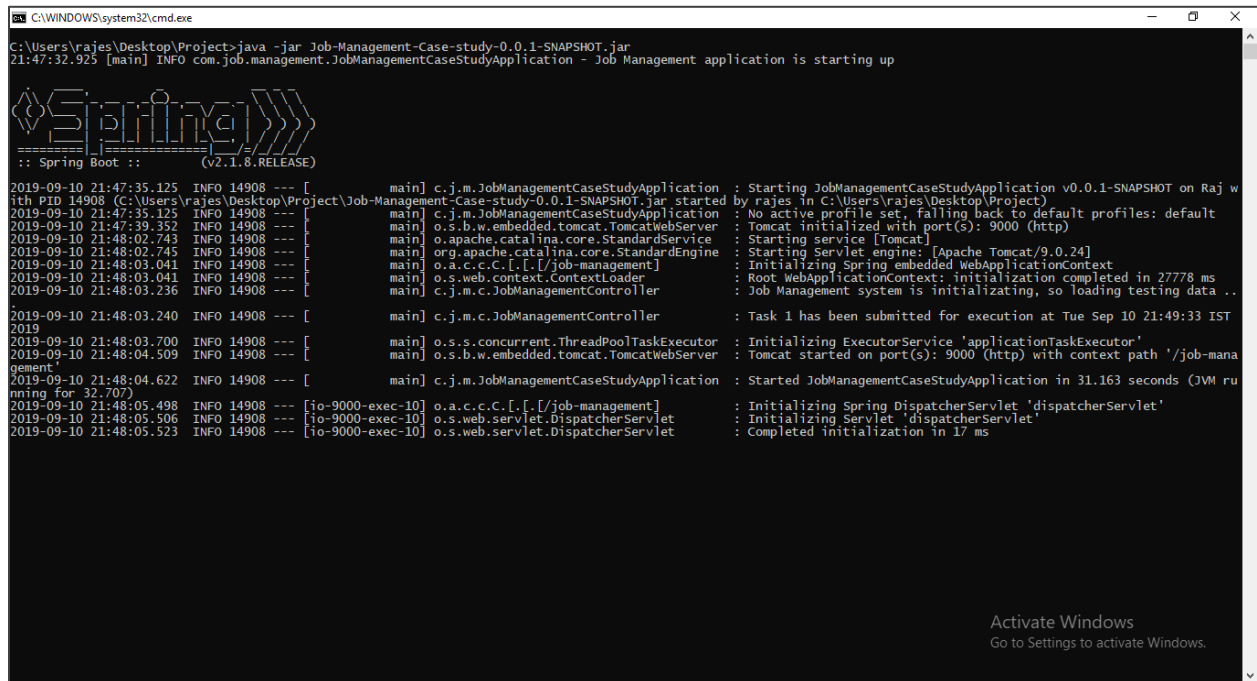 C:\WINDOWS\system32\cmd.exe
C:\Users\rajes\Desktop\Project>java -jar Job-Management-Case-study-0.0.1-SNAPSHOT.jar
21:47:32.925 [main] INFO com.job.management.JobManagementCaseStudyApplication - Job Management application is starting up
Spring
:: Spring Boot ::        (v2.1.8.RELEASE)
2019-09-10 21:47:35.125  INFO 14908 --- [           main] c.j.m.JobManagementCaseStudyApplication  : Starting JobManagementCaseStudyApplication v0.0.1-SNAPSHOT on Raj w
ith PID 14908 (C:\Users\rajes\Desktop\Project\Job-Management-Case-study-0.0.1-SNAPSHOT.jar started by rajes in C:\Users\rajes\Desktop\Project)
2019-09-10 21:47:35.125  INFO 14908 --- [           main] c.j.m.JobManagementCaseStudyApplication  : No active profile set, falling back to default profiles: default
2019-09-10 21:47:39.352  INFO 14908 --- [           main] o.s.b.w.embedded.tomcat.TomcatWebServer  : Tomcat initialized with port(s): 9000 (http)
2019-09-10 21:48:02.743  INFO 14908 --- [           main] o.apache.catalina.core.StandardService   : Starting service [Tomcat]
2019-09-10 21:48:02.745  INFO 14908 --- [           main] org.apache.catalina.core.StandardEngine  : Starting Servlet engine: [Apache Tomcat/9.0.24]
2019-09-10 21:48:03.041  INFO 14908 --- [           main] o.a.c.c.C.[.[.[/job-management]          : Initializing Spring embedded WebApplicationContext
2019-09-10 21:48:03.041  INFO 14908 --- [           main] o.s.web.context.ContextLoader            : Root WebApplicationContext: initialization completed in 27778 ms
2019-09-10 21:48:03.236  INFO 14908 --- [           main] c.j.m.c.JobManagementController          : Job Management system is initializating, so loading testing data ..
.
2019-09-10 21:48:03.240  INFO 14908 --- [           main] c.j.m.c.JobManagementController          : Task 1 has been submitted for execution at Tue Sep 10 21:49:33 IST
2019
2019-09-10 21:48:03.700  INFO 14908 --- [           main] o.s.s.concurrent.ThreadPoolTaskExecutor  : Initializing ExecutorService 'applicationTaskExecutor'
2019-09-10 21:48:04.509  INFO 14908 --- [           main] o.s.b.w.embedded.tomcat.TomcatWebServer  : Tomcat started on port(s): 9000 (http) with context path '/job-mana
gement'
2019-09-10 21:48:04.622  INFO 14908 --- [           main] c.j.m.JobManagementCaseStudyApplication  : Started JobManagementCaseStudyApplication in 31.163 seconds (JVM ru
nning for 32.707)
2019-09-10 21:48:05.498  INFO 14908 --- [io-9000-exec-10] o.a.c.c.C.[.[.[/job-management]          : Initializing Spring DispatcherServlet 'dispatcherServlet'
2019-09-10 21:48:05.506  INFO 14908 --- [io-9000-exec-10] o.s.web.servlet.DispatcherServlet        : Initializing Servlet 'dispatcherServlet'
2019-09-10 21:48:05.523  INFO 14908 --- [io-9000-exec-10] o.s.web.servlet.DispatcherServlet        : Completed initialization in 17 ms
Activate Windows
Go to Settings to activate Windows.